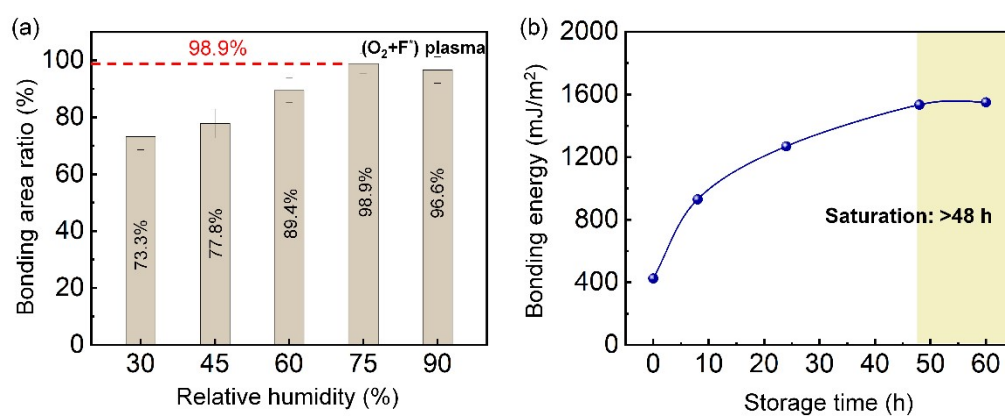 (a)
98.9%
(O₂+F*) plasma
Bonding area ratio (%)
100
80
60
40
20
0
73.3%
77.8%
89.4%
98.9%
96.6%
30 45 60 75 90
Relative humidity (%)
(b)
Bonding energy (mJ/m²)
2000
1600
1200
800
400
0
Saturation: >48 h
0 10 20 30 40 50 60
Storage time (h)